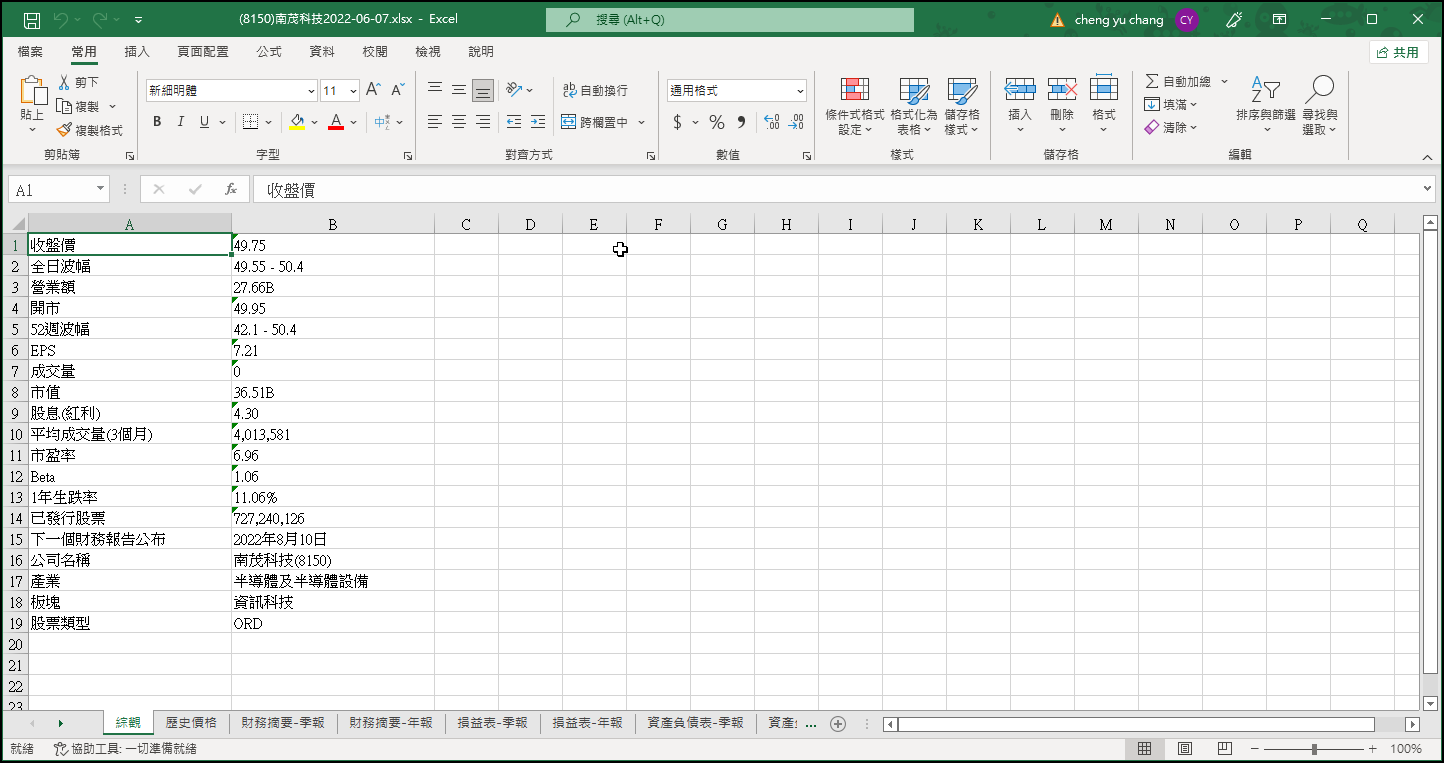 (8150)南茂科技2022-06-07.xlsx - Excel
搜尋 (Alt+Q)
cheng yu chang
CY
檔案 常用 插入 頁面配置 公式 資料 校閱 檢視 說明
共用
貼上
剪下
複製
複製格式
剪貼簿
新細明體 11
B I U
字型
自動換行
跨欄置中
對齊方式
通用格式
數值
條件式格式設定
格式化為表格
儲存格樣式
樣式
插入 刪除 格式
儲存格
自動加總
填滿
清除
排序與篩選
尋找與選取
編輯
A1 fx 收盤價
A B C D E F G H I J K L M N O P Q
1 收盤價 49.75
2 全日波幅 49.55 - 50.4
3 營業額 27.66B
4 開市 49.95
5 52週波幅 42.1 - 50.4
6 EPS 7.21
7 成交量 0
8 市值 36.51B
9 股息(紅利) 4.30
10 平均成交量(3個月) 4,013,581
11 市盈率 6.96
12 Beta 1.06
13 1年生跌率 11.06%
14 已發行股票 727,240,126
15 下一個財務報告公布 2022年8月10日
16 公司名稱 南茂科技(8150)
17 產業 半導體及半導體設備
18 板塊 資訊科技
19 股票類型 ORD
20
21
22
23
綜觀 歷史價格 財務摘要-季報 財務摘要-年報 損益表-季報 損益表-年報 資產負債表-季報 資產 ...
就緒 協助工具: 一切準備就緒
100%